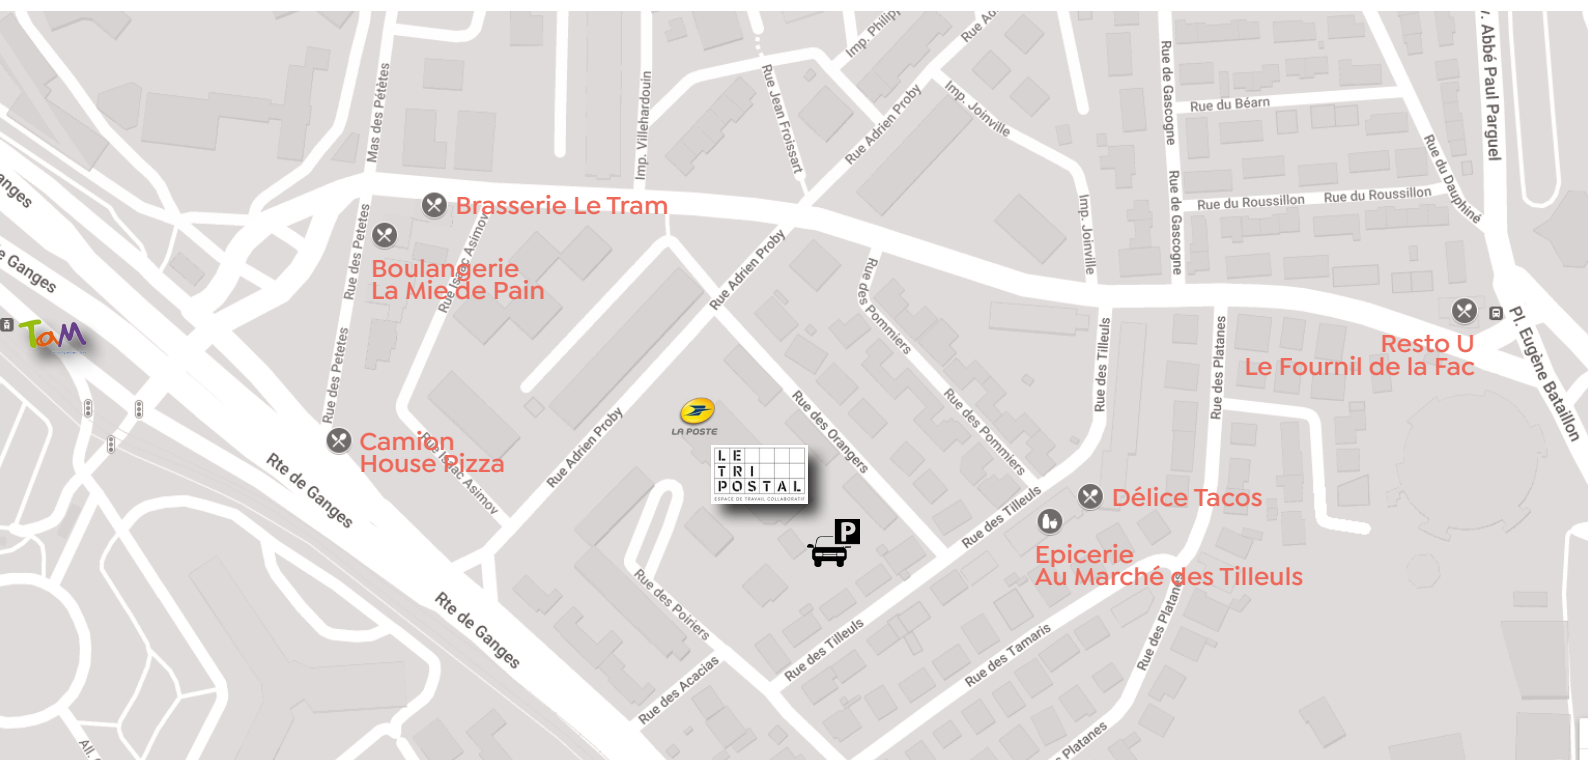 Imp. Philip
Rue Ad
v. Abbé Paul Parguel
Rue de Gascogne
Rue Jean Froissart
Imp. Villehardouin
Mas des Pétètes
Rue Adrien Proby
Imp. Joinville
Rue du Béarn
Rue du Dauphiné
anges
Rue de Gascogne
Rue du Roussillon
Rue du Roussillon
Imp. Joinville
Brasserie Le Tram
Rue des Petetes
Rue Isaac Asimov
Boulangerie
La Mie de Pain
Rue Adrien Proby
e Ganges
Rue des Pommiers
TaM
Pl. Eugène Bataillon
Resto U
Le Fournil de la Fac
Rue des Petetes
Rue des Tilleuls
Rue des Platanes
LA POSTE
Rue des Orangers
Rue des Pommiers
Camion
House Pizza
Rue Adrien Proby
Rue Isaac Asimov
LE
TRI
POSTAL
ESPACE DE TRAVAIL COLLABORATIF
Rte de Ganges
Délice Tacos
Rue des Tilleuls
P
Epicerie
Au Marché des Tilleuls
Rte de Ganges
Rue des Poiriers
Rue des Tilleuls
Rue des Tamaris
Rue des Platanes
Rue des Acacias
Platanes
All.